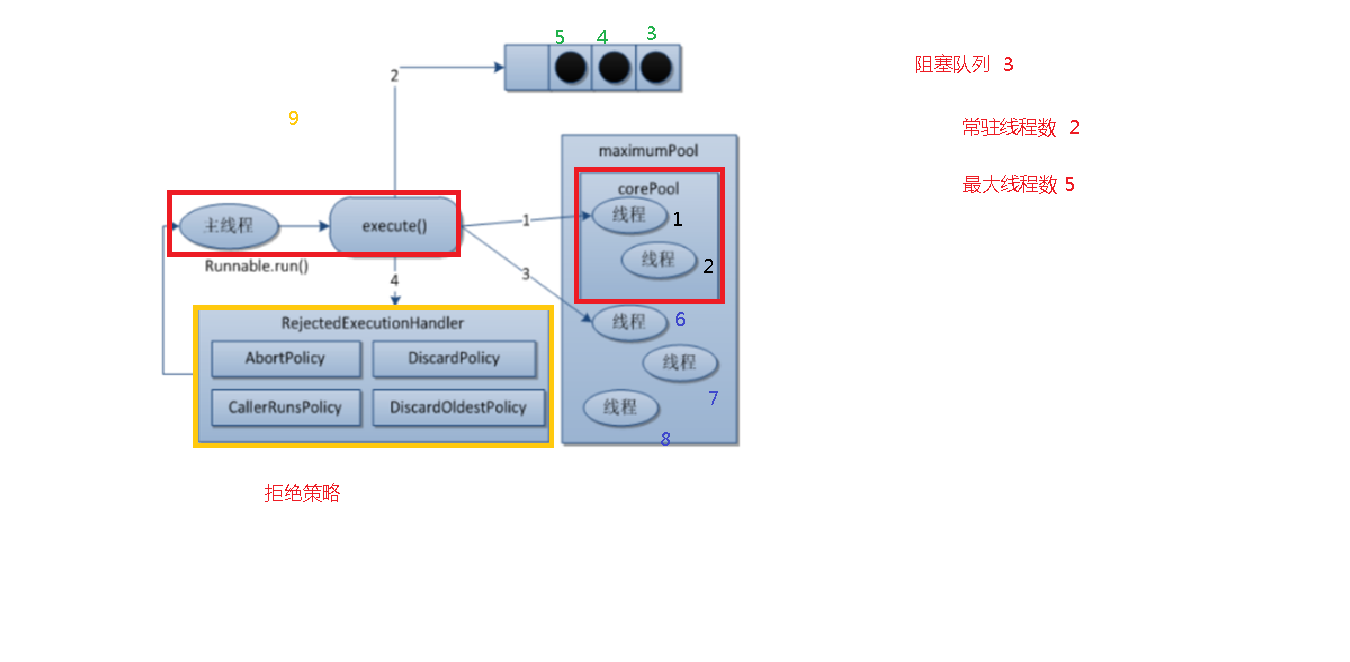 5 4 3
阻塞队列 3
2
9
常驻线程数 2
maximumPool
最大线程数 5
corePool
主线程
execute()
1
线程
1
线程
2
Runnable.run()
3
4
线程
6
RejectedExecutionHandler
AbortPolicy
DiscardPolicy
线程
7
CallerRunsPolicy
DiscardOldestPolicy
线程
8
拒绝策略